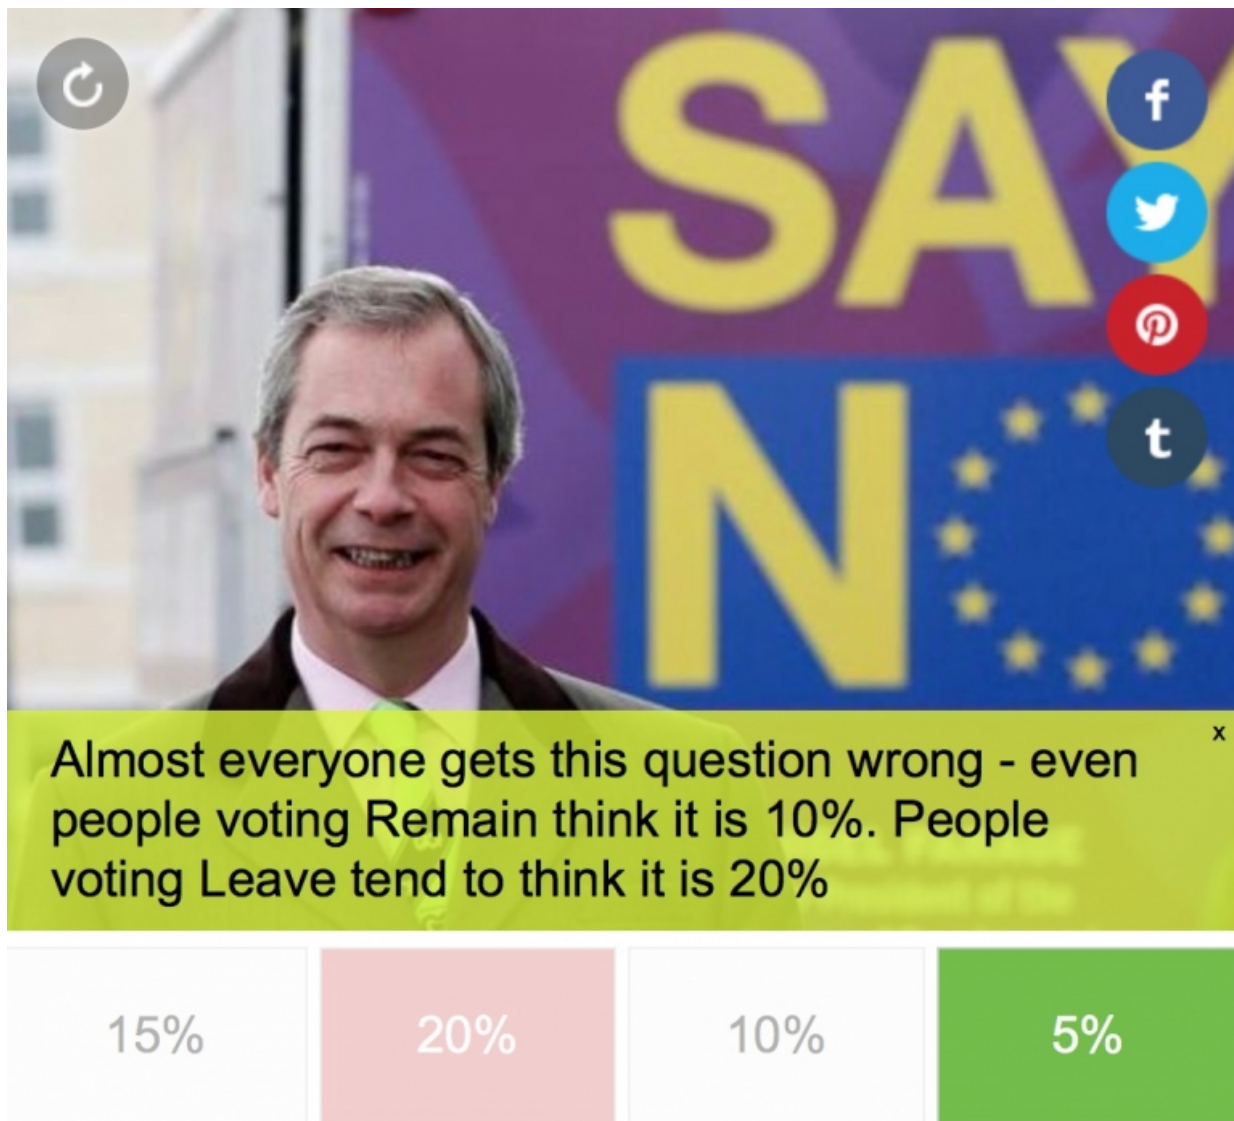 SAY
N
f
t
x
Almost everyone gets this question wrong - even
people voting Remain think it is 10%. People
voting Leave tend to think it is 20%
15%
20%
10%
5%